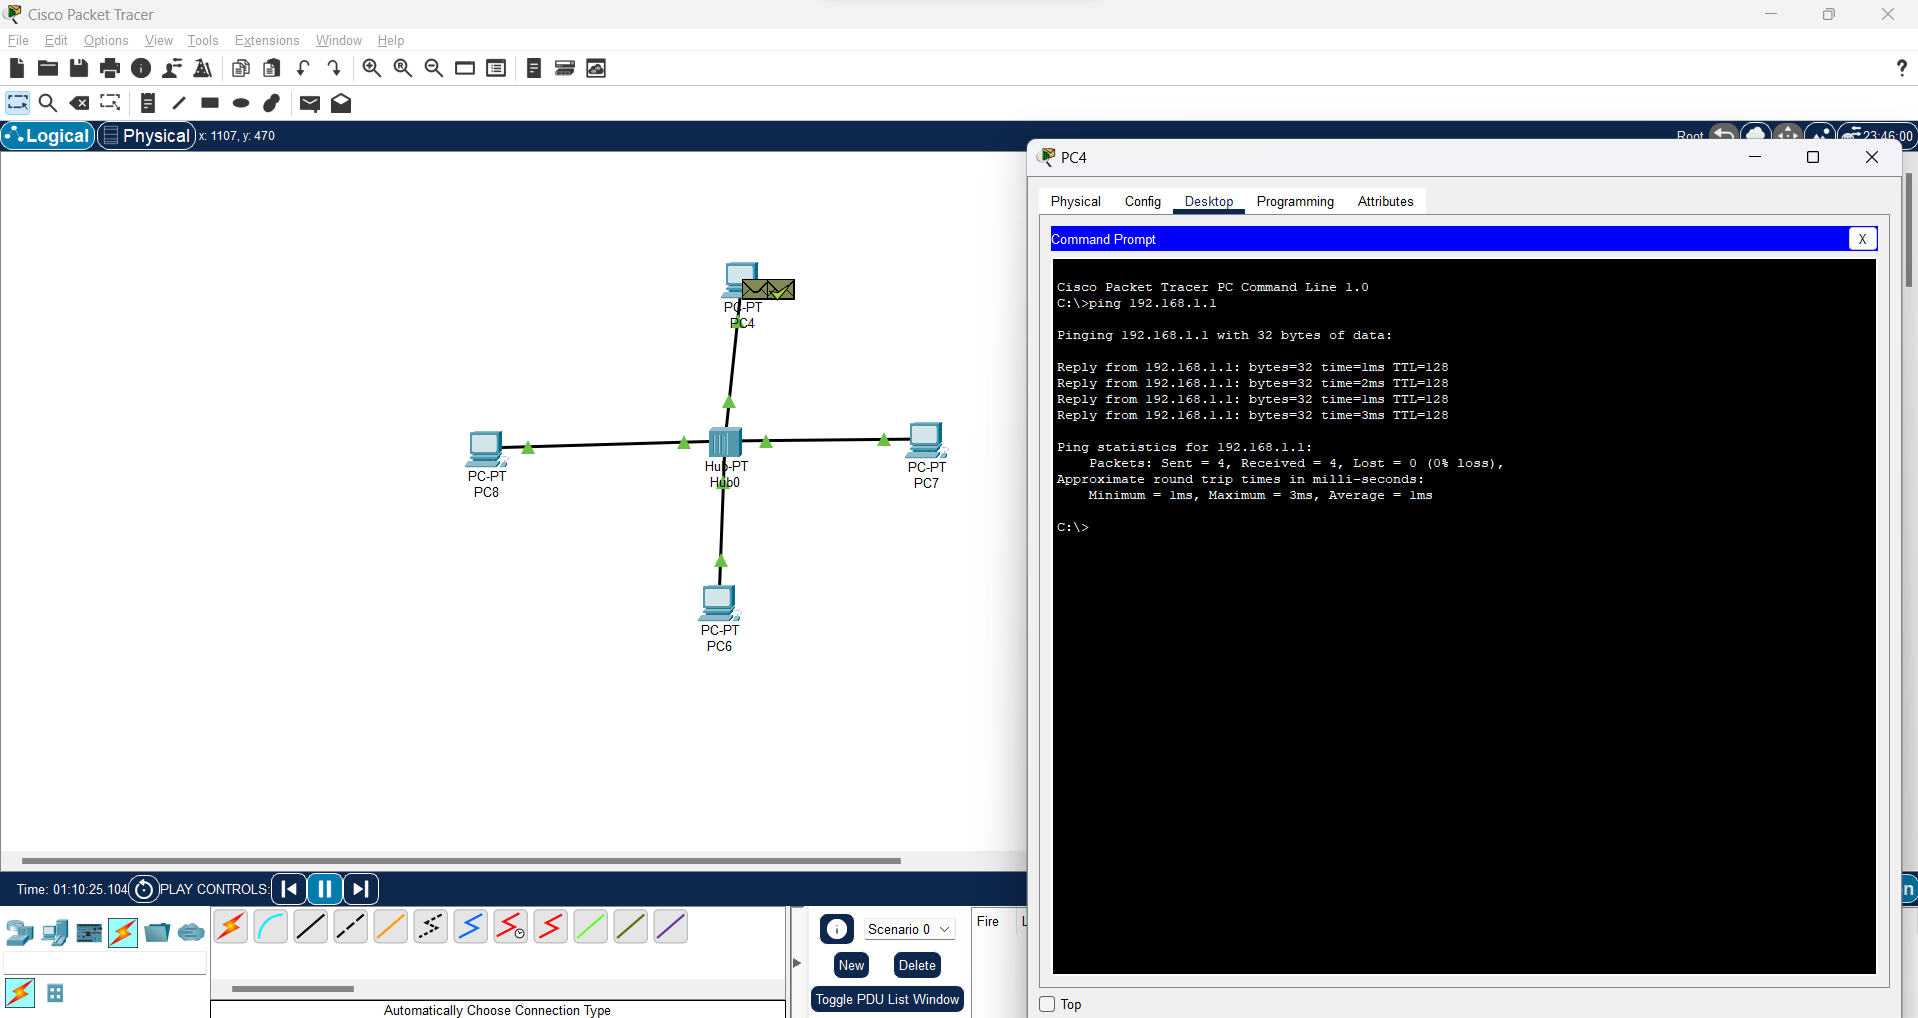 Cisco Packet Tracer
File Edit Options View Tools Extensions Window Help
?
Logical Physical x: 1107, y: 470
Root 23:46:00
PC4
Physical Config Desktop Programming Attributes
Command Prompt X
Cisco Packet Tracer PC Command Line 1.0
C:\>ping 192.168.1.1
Pinging 192.168.1.1 with 32 bytes of data:
Reply from 192.168.1.1: bytes=32 time=1ms TTL=128
Reply from 192.168.1.1: bytes=32 time=2ms TTL=128
Reply from 192.168.1.1: bytes=32 time=1ms TTL=128
Reply from 192.168.1.1: bytes=32 time=3ms TTL=128
Ping statistics for 192.168.1.1:
Packets: Sent = 4, Received = 4, Lost = 0 (0% loss),
Approximate round trip times in milli-seconds:
Minimum = 1ms, Maximum = 3ms, Average = 1ms
C:\>
Top
PC-PT
PC4
PC-PT
PC8
Hub-PT
Hub0
PC-PT
PC7
PC-PT
PC6
Time: 01:10:25.104 PLAY CONTROLS:
n
Scenario 0
New Delete
Toggle PDU List Window
Fire L
Automatically Choose Connection Type